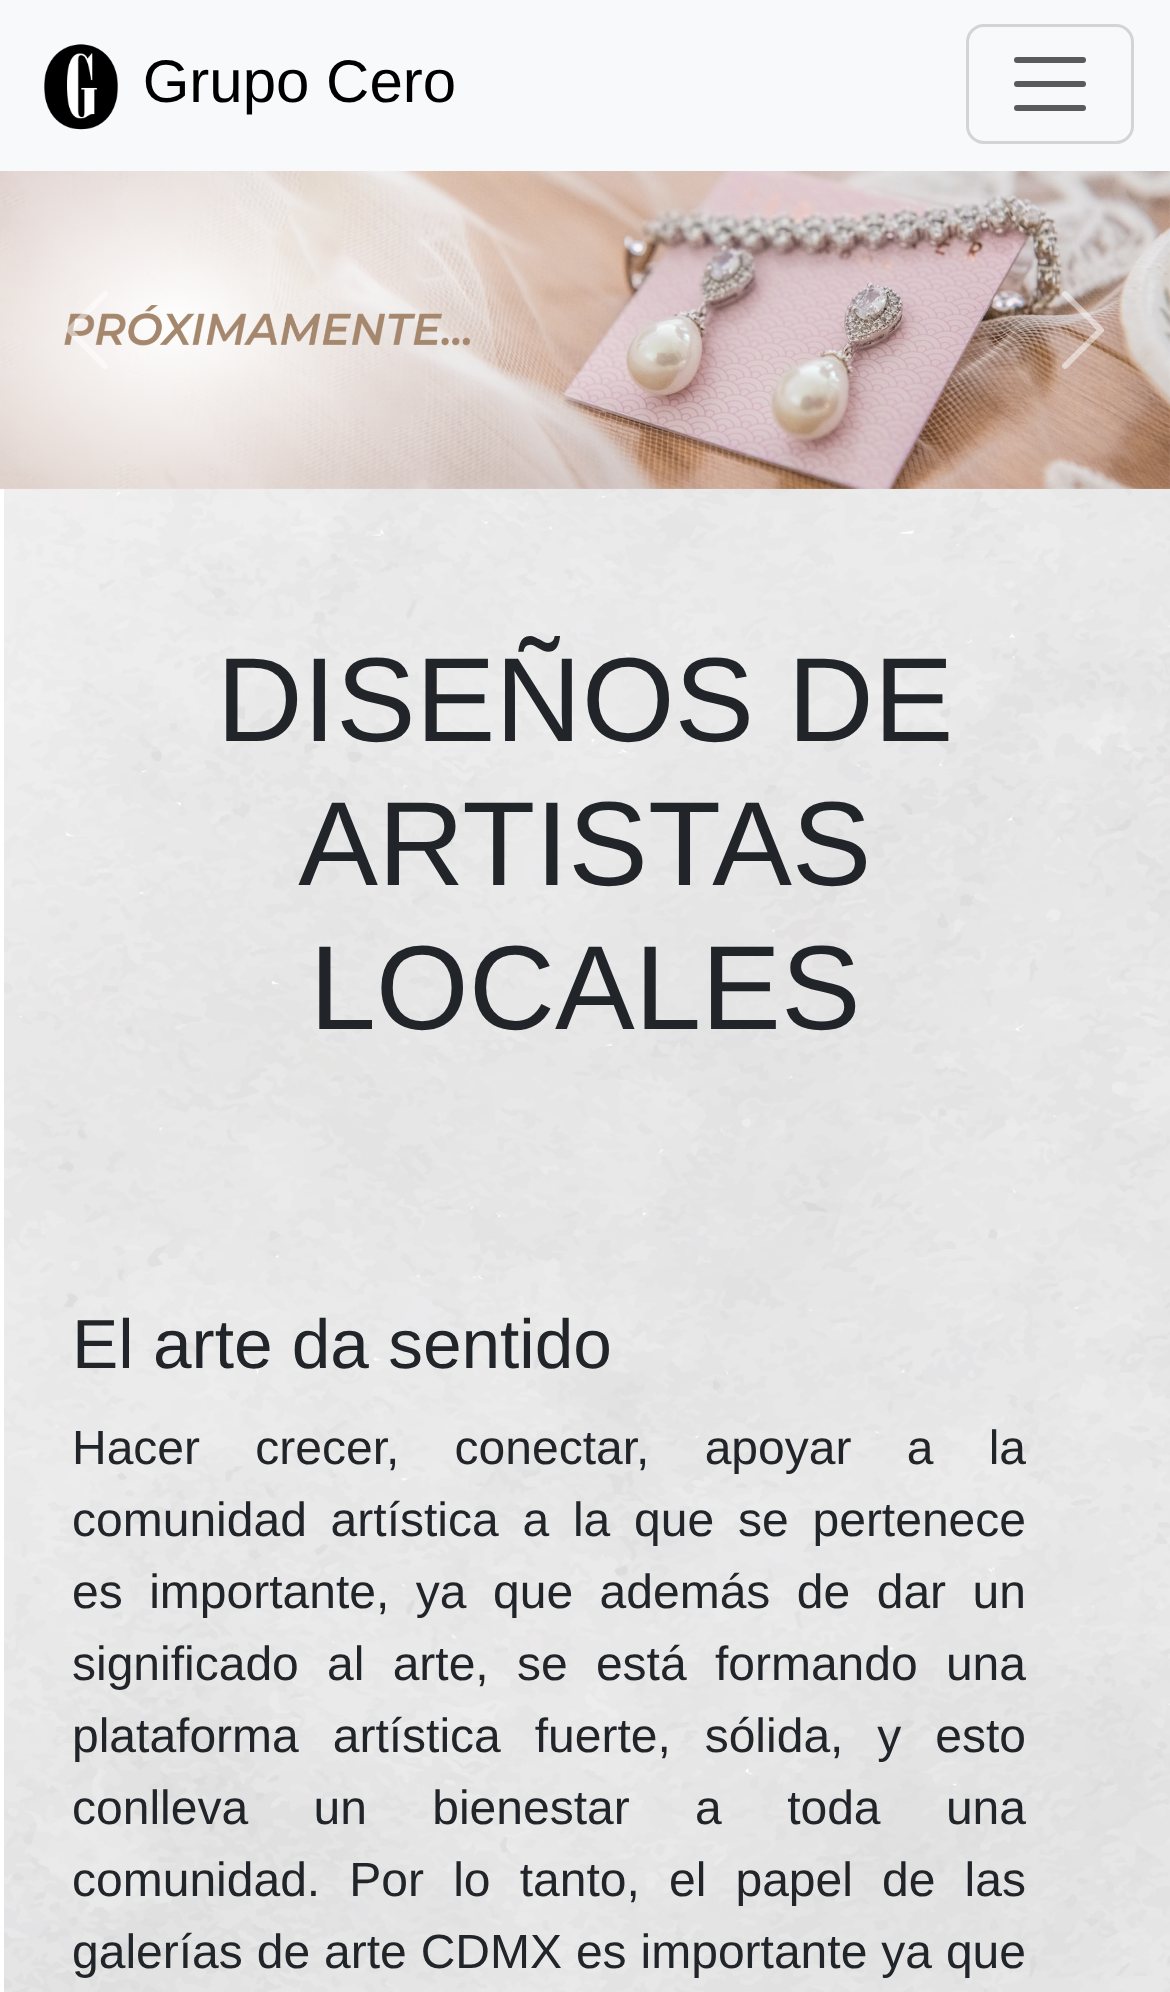 G Grupo Cero
PRÓXIMAMENTE...
DISEÑOS DE
ARTISTAS
LOCALES
El arte da sentido
Hacer crecer, conectar, apoyar a la
comunidad artística a la que se pertenece
es importante, ya que además de dar un
significado al arte, se está formando una
plataforma artística fuerte, sólida, y esto
conlleva un bienestar a toda una
comunidad. Por lo tanto, el papel de las
galerías de arte CDMX es importante ya que